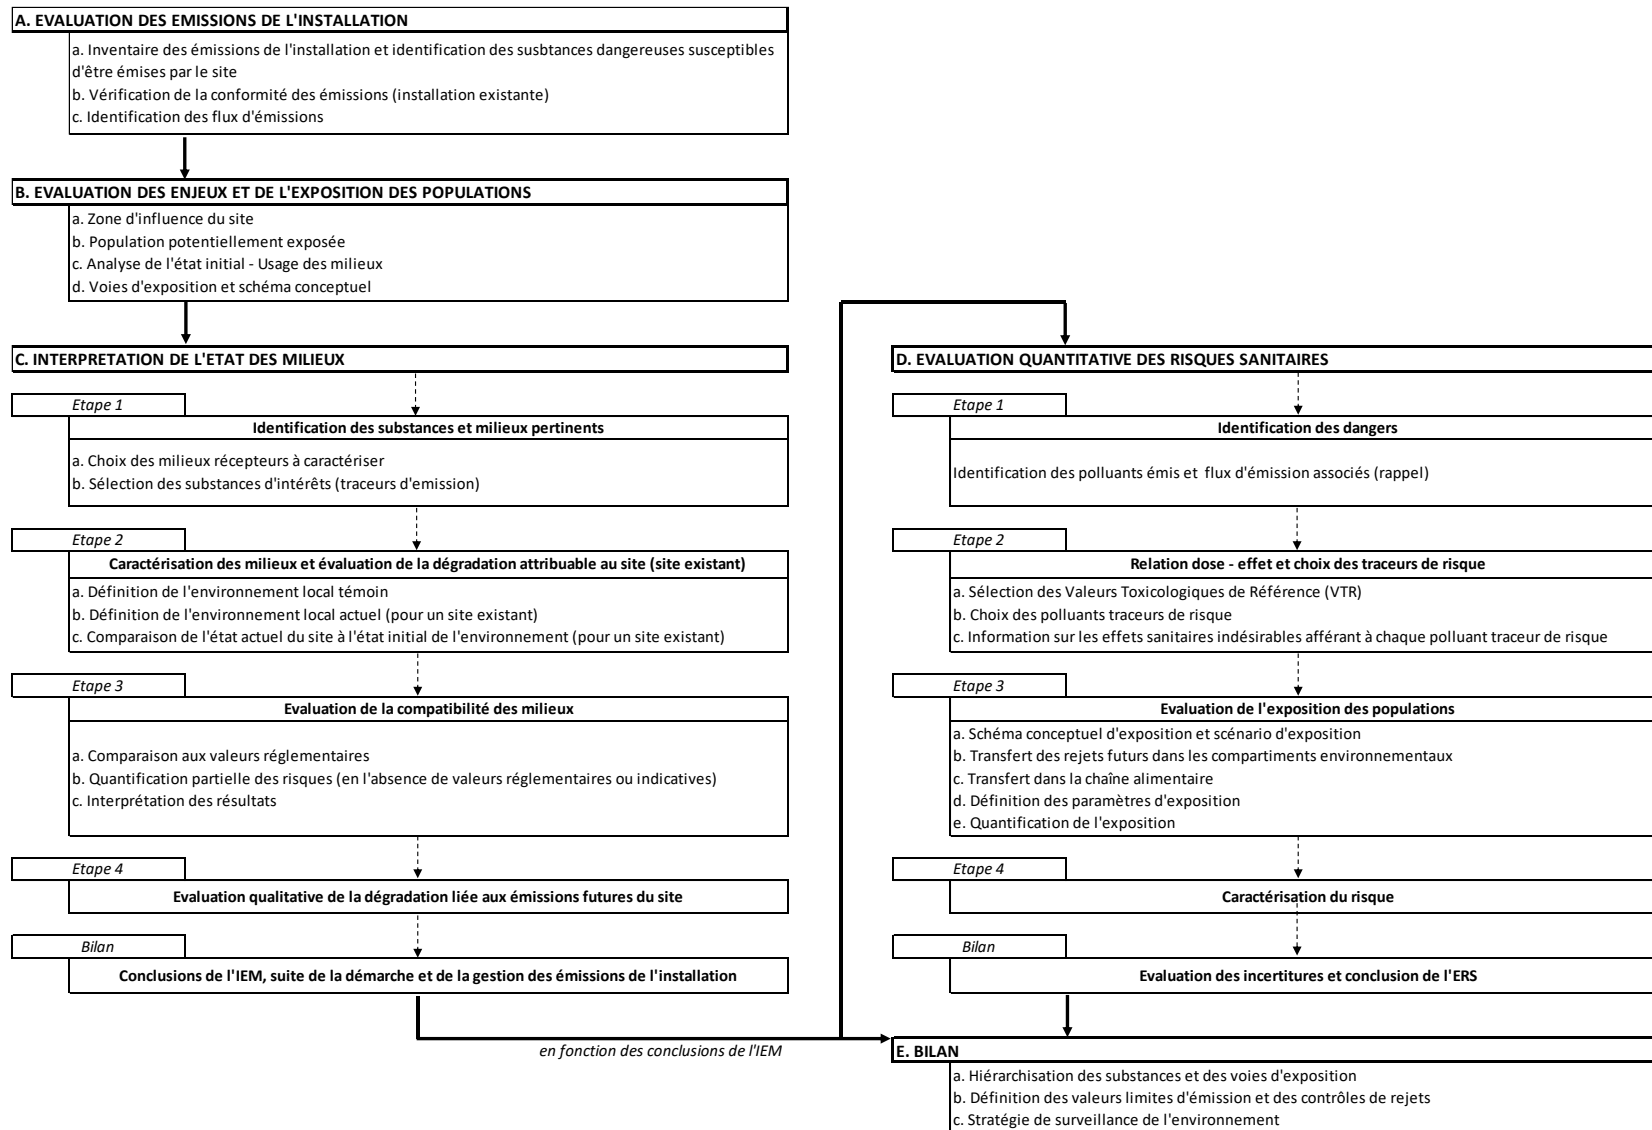 A. EVALUATION DES EMISSIONS DE L'INSTALLATION
a. Inventaire des émissions de l'installation et identification des susbtances dangereuses susceptibles
d'être émises par le site
b. Vérification de la conformité des émissions (installation existante)
c. Identification des flux d'émissions
B. EVALUATION DES ENJEUX ET DE L'EXPOSITION DES POPULATIONS
a. Zone d'influence du site
b. Population potentiellement exposée
c. Analyse de l'état initial - Usage des milieux
d. Voies d'exposition et schéma conceptuel
C. INTERPRETATION DE L'ETAT DES MILIEUX
Etape 1
Identification des substances et milieux pertinents
a. Choix des milieux récepteurs à caractériser
b. Sélection des substances d'intérêts (traceurs d'emission)
Etape 2
Caractérisation des milieux et évaluation de la dégradation attribuable au site (site existant)
a. Définition de l'environnement local témoin
b. Définition de l'environnement local actuel (pour un site existant)
c. Comparaison de l'état actuel du site à l'état initial de l'environnement (pour un site existant)
Etape 3
Evaluation de la compatibilité des milieux
a. Comparaison aux valeurs réglementaires
b. Quantification partielle des risques (en l'absence de valeurs réglementaires ou indicatives)
c. Interprétation des résultats
Etape 4
Evaluation qualitative de la dégradation liée aux émissions futures du site
Bilan
Conclusions de l'IEM, suite de la démarche et de la gestion des émissions de l'installation
en fonction des conclusions de l'IEM
D. EVALUATION QUANTITATIVE DES RISQUES SANITAIRES
Etape 1
Identification des dangers
Identification des polluants émis et flux d'émission associés (rappel)
Etape 2
Relation dose - effet et choix des traceurs de risque
a. Sélection des Valeurs Toxicologiques de Référence (VTR)
b. Choix des polluants traceurs de risque
c. Information sur les effets sanitaires indésirables afférant à chaque polluant traceur de risque
Etape 3
Evaluation de l'exposition des populations
a. Schéma conceptuel d'exposition et scénario d'exposition
b. Transfert des rejets futurs dans les compartiments environnementaux
c. Transfert dans la chaîne alimentaire
d. Définition des paramètres d'exposition
e. Quantification de l'exposition
Etape 4
Caractérisation du risque
Bilan
Evaluation des incertitures et conclusion de l'ERS
E. BILAN
a. Hiérarchisation des substances et des voies d'exposition
b. Définition des valeurs limites d'émission et des contrôles de rejets
c. Stratégie de surveillance de l'environnement